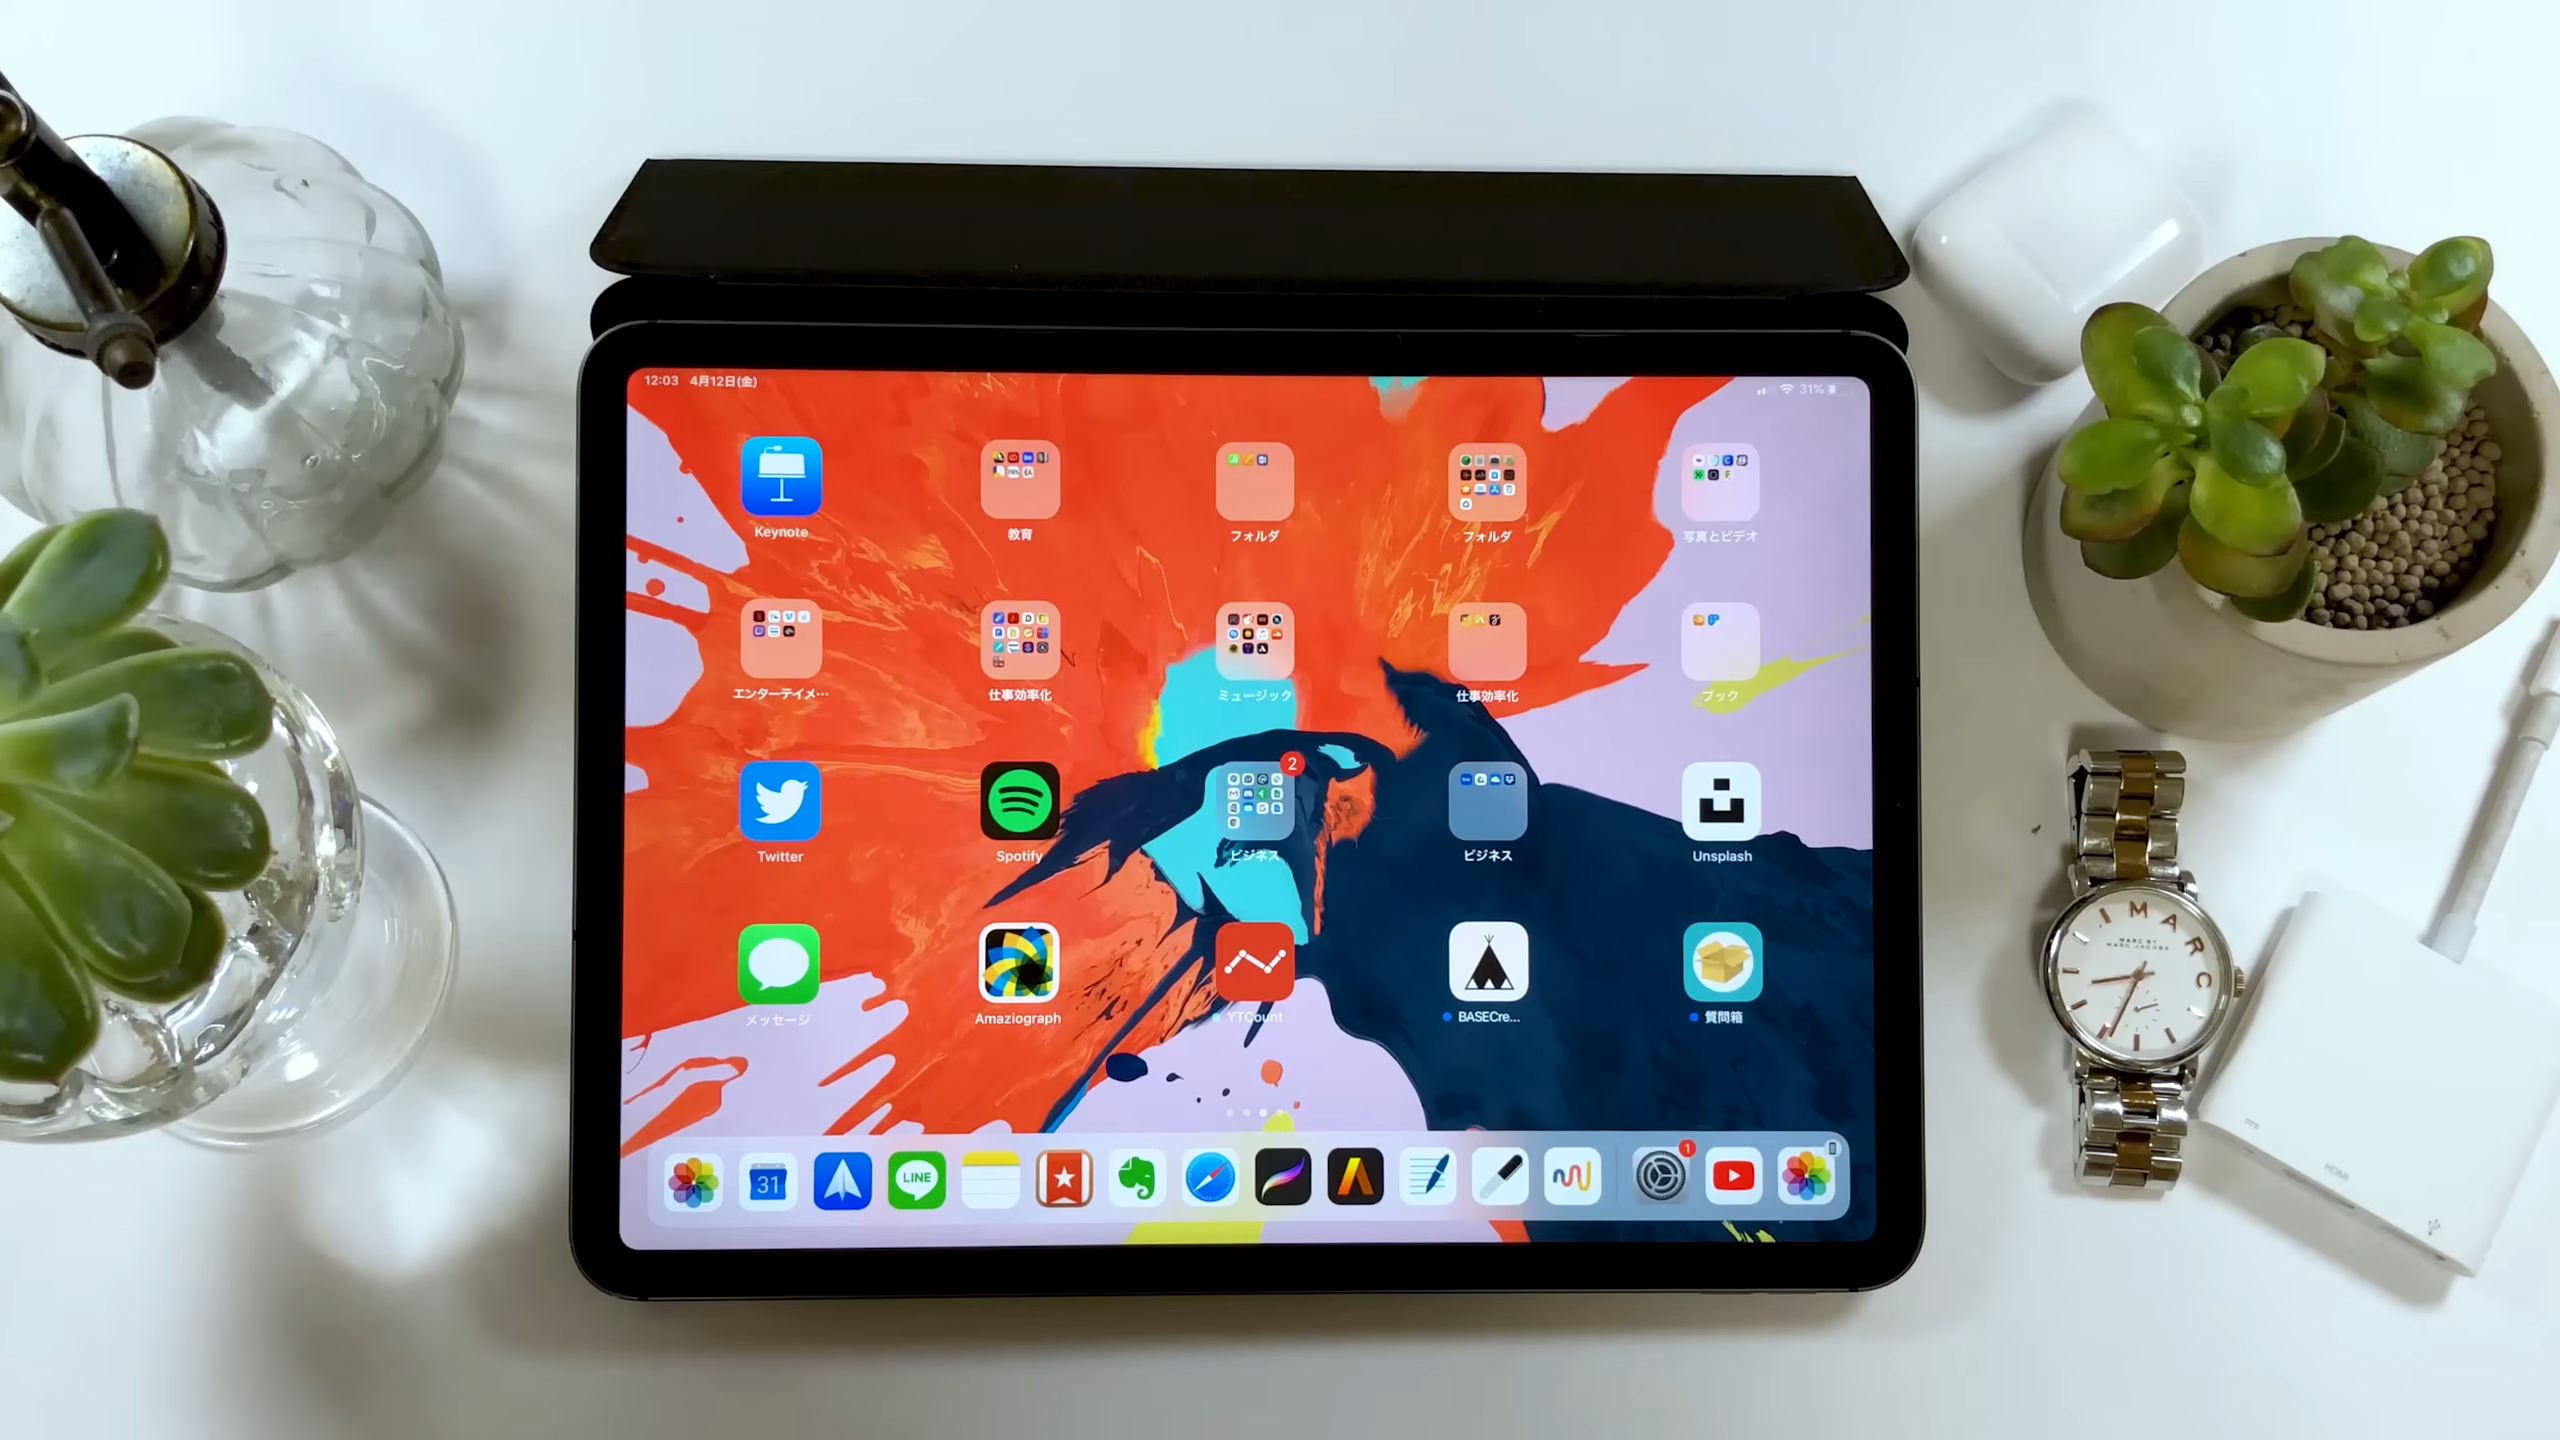 12:03 4月12日(金)
31%
Keynote
教育
フォルダ
フォルダ
写真とビデオ
エンターテイメ…
仕事効率化
ミュージック
仕事効率化
ブック
2
Twitter
Spotify
ビジネス
ビジネス
Unsplash
メッセージ
Amaziograph
YTCount
BASECre...
質問箱
31
LINE
1
MARC
MARC BY
MARC JACOBS
HDMI